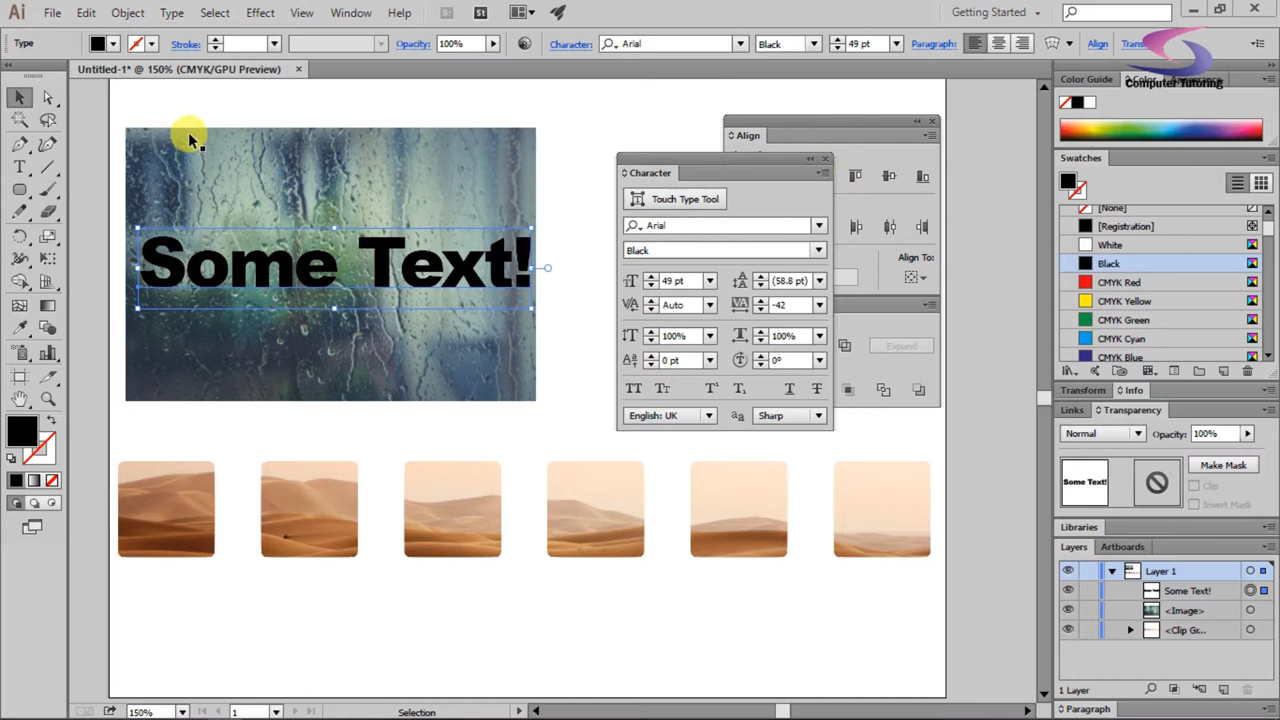 Ai File Edit Object Type Select Effect View Window Help Br St Getting Started
Type Stroke: Opacity: 100% Character: Arial Black 49 pt Paragraph: Align
Untitled-1* @ 150% (CMYK/GPU Preview)
Computer Tutoring
Color Guide Color Appearance
Some Text!
Align
Align To:
Expand
Character
Touch Type Tool
Arial
Black
49 pt (58.8 pt)
Auto -42
100% 100%
0 pt 0°
English: UK Sharp
Swatches
[None]
[Registration]
White
Black
CMYK Red
CMYK Yellow
CMYK Green
CMYK Cyan
CMYK Blue
Transform Info
Links Transparency
Normal Opacity: 100%
Some Text!
Make Mask
Clip
Invert Mask
Libraries
Layers Artboards
Layer 1
Some Text!
<Image>
<Clip Gr...
1 Layer
Paragraph
150% 1 Selection